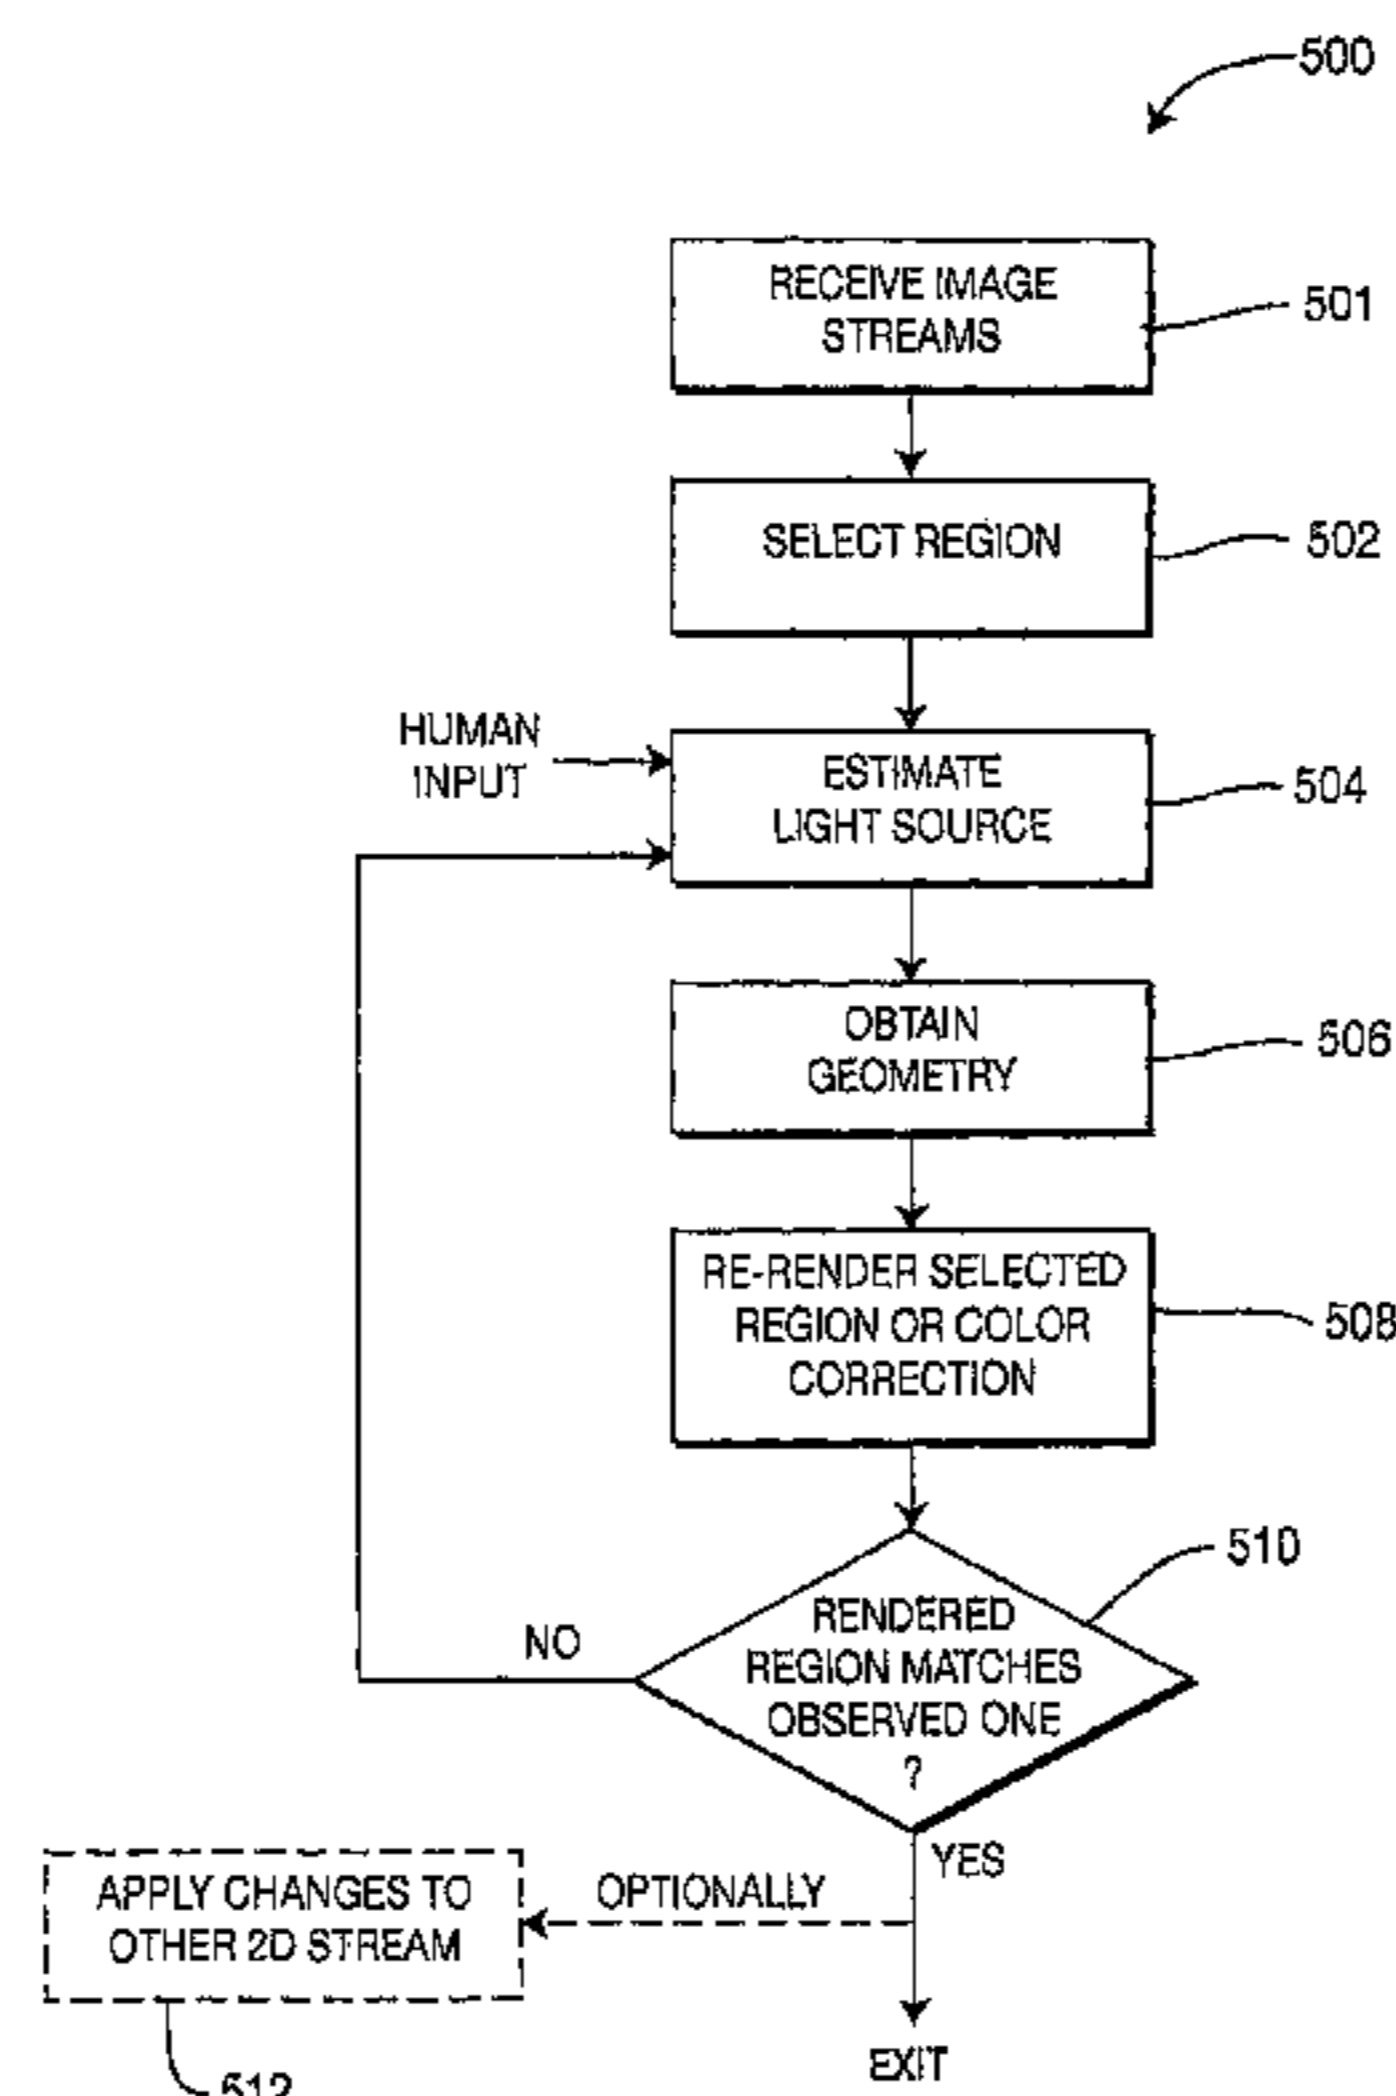 500
RECEIVE IMAGE
STREAMS
501
SELECT REGION
502
HUMAN
INPUT
ESTIMATE
LIGHT SOURCE
504
OBTAIN
GEOMETRY
506
RE-RENDER SELECTED
REGION OR COLOR
CORRECTION
508
510
RENDERED
REGION MATCHES
OBSERVED ONE
?
NO
YES
OPTIONALLY
APPLY CHANGES TO
OTHER 2D STREAM
EXIT
512